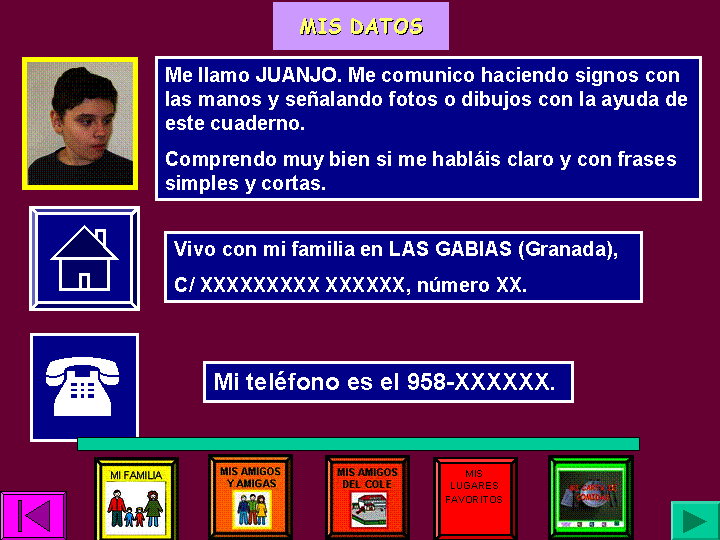 MIS DATOS
Me llamo JUANJO. Me comunico haciendo signos con
las manos y señalando fotos o dibujos con la ayuda de
este cuaderno.
Comprendo muy bien si me habláis claro y con frases
simples y cortas.
Vivo con mi familia en LAS GABIAS (Granada),
C/ XXXXXXXXX XXXXXX, número XX.
Mi teléfono es el 958-XXXXXX.
MI FAMILIA
MIS AMIGOS
Y AMIGAS
MIS AMIGOS
DEL COLE
MIS
LUGARES
FAVORITOS